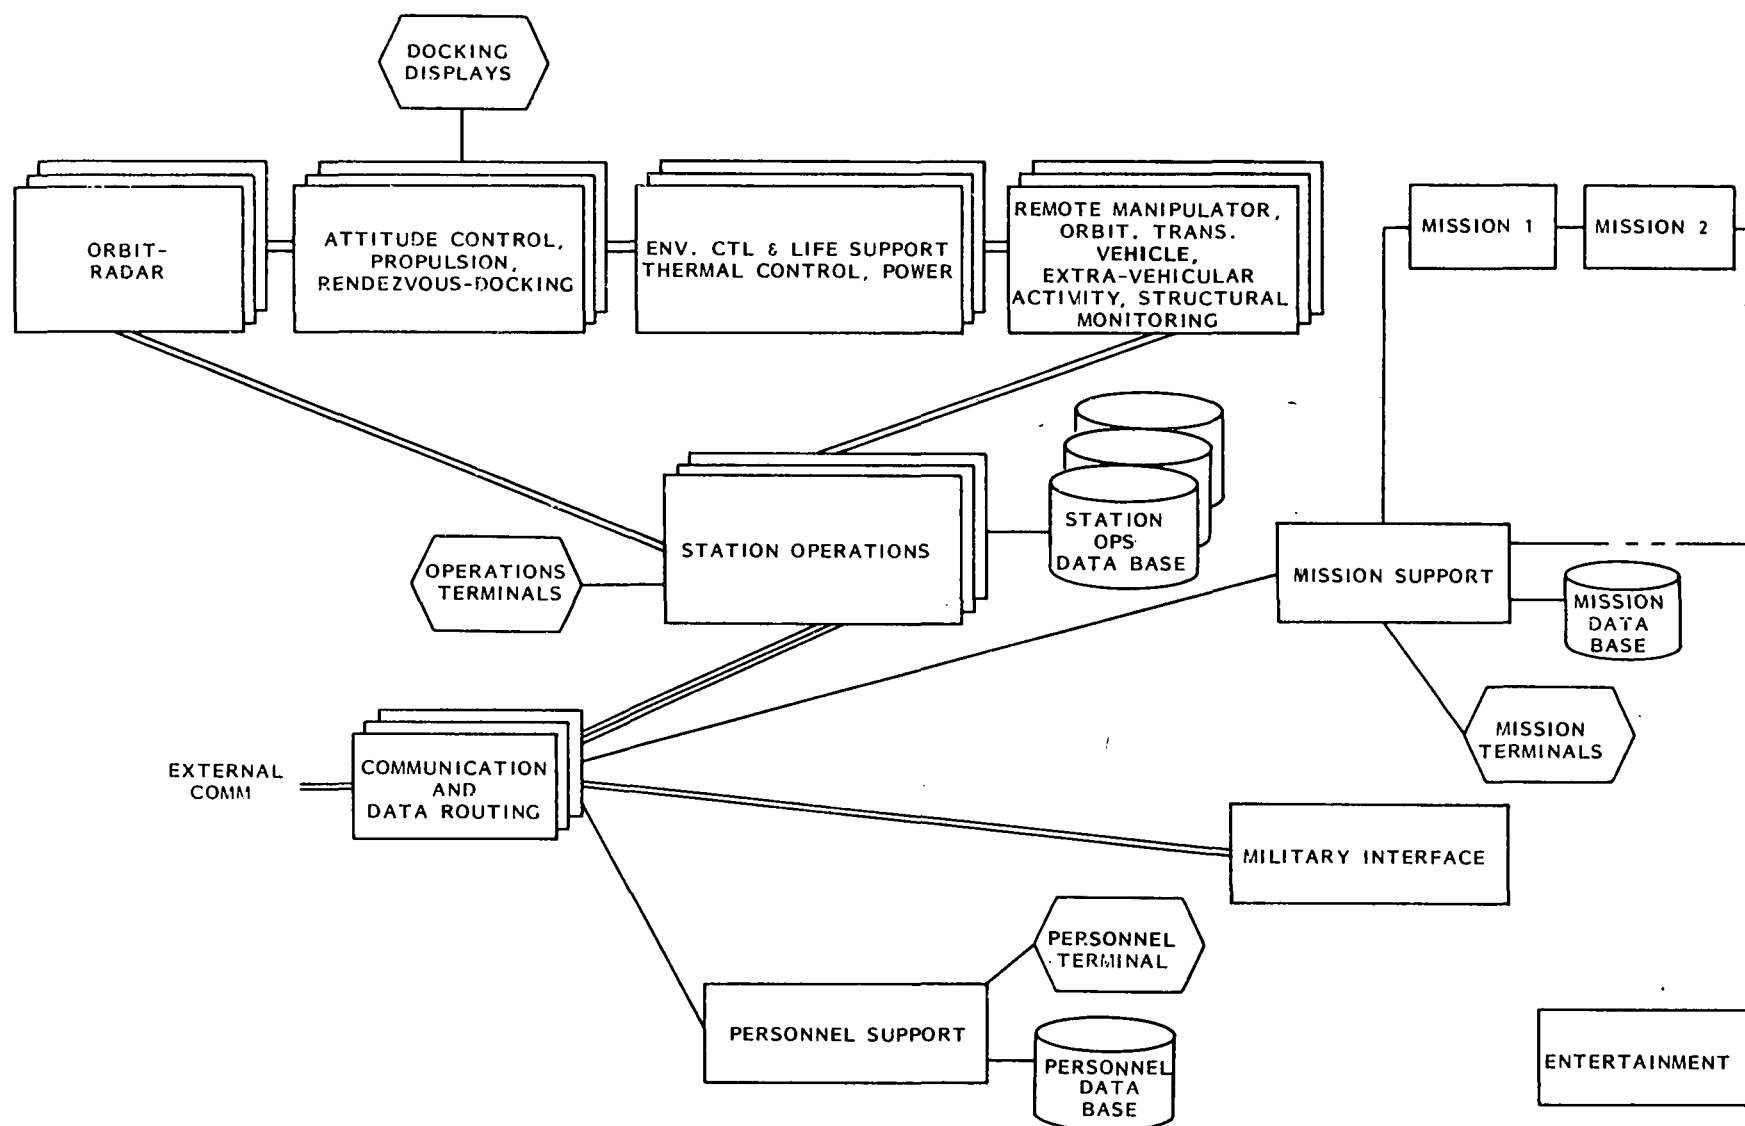 DOCKING
DISPLAYS
ORBIT-
RADAR
ATTITUDE CONTROL,
PROPULSION,
RENDEZVOUS-DOCKING
ENV. CTL & LIFE SUPPORT
THERMAL CONTROL, POWER
REMOTE MANIPULATOR,
ORBIT, TRANS.
VEHICLE,
EXTRA-VEHICULAR
ACTIVITY, STRUCTURAL
MONITORING
MISSION 1
MISSION 2
STATION OPERATIONS
STATION
OPS
DATA BASE
OPERATIONS
TERMINALS
MISSION SUPPORT
MISSION
DATA
BASE
MISSION
TERMINALS
EXTERNAL
COMM
COMMUNICATION
AND
DATA ROUTING
MILITARY INTERFACE
PERSONNEL
TERMINAL
PERSONNEL SUPPORT
PERSONNEL
DATA
BASE
ENTERTAINMENT